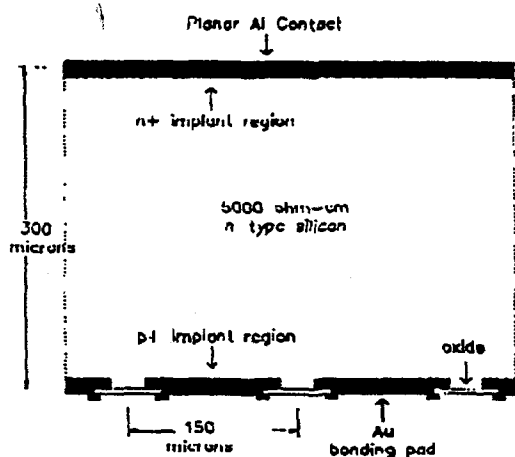 Planar Al Contact
n+ implant region
5000 ohm-cm
n type silicon
300
microns
p+ implant region
oxide
150
microns
Au
bonding pad